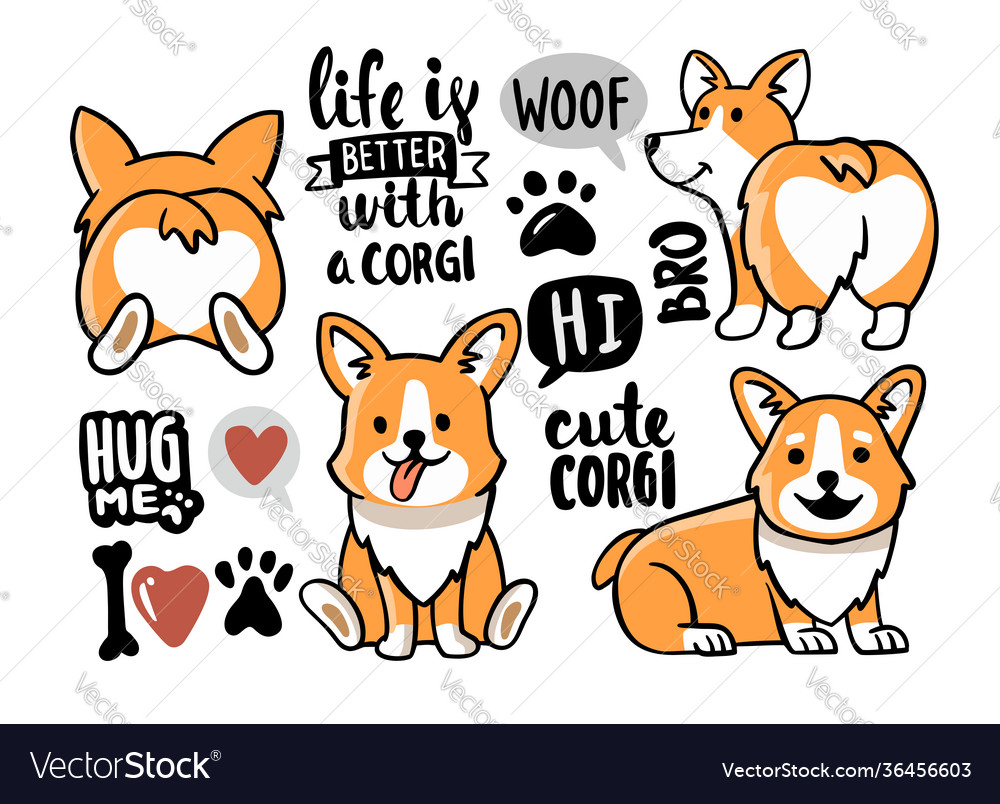 life is
BETTER
with
a CORGI
WOOF
BRO
HI
cute
CORGI
HUG
ME
VectorStock®
VectorStock.com/36456603